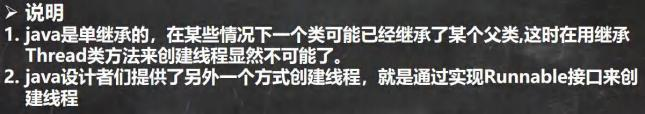 ➢ 说明
1. java是单继承的，在某些情况下一个类可能已经继承了某个父类,这时在用继承
Thread类方法来创建线程显然不可能了。
2. java设计者们提供了另外一个方式创建线程，就是通过实现Runnable接口来创
建线程